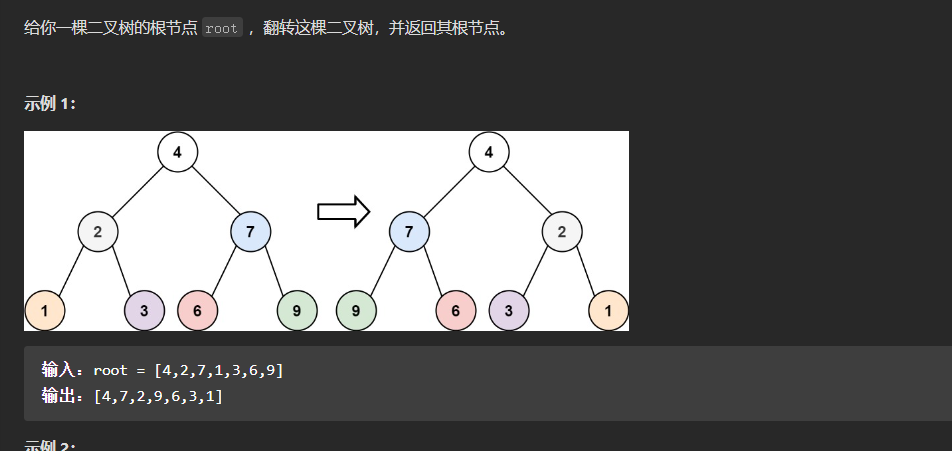 给你一棵二叉树的根节点 root ，翻转这棵二叉树，并返回其根节点。
示例 1：
4
4
2
7
7
2
1
3
6
9
9
6
3
1
输入：root = [4,2,7,1,3,6,9]
输出：[4,7,2,9,6,3,1]
示例 2：